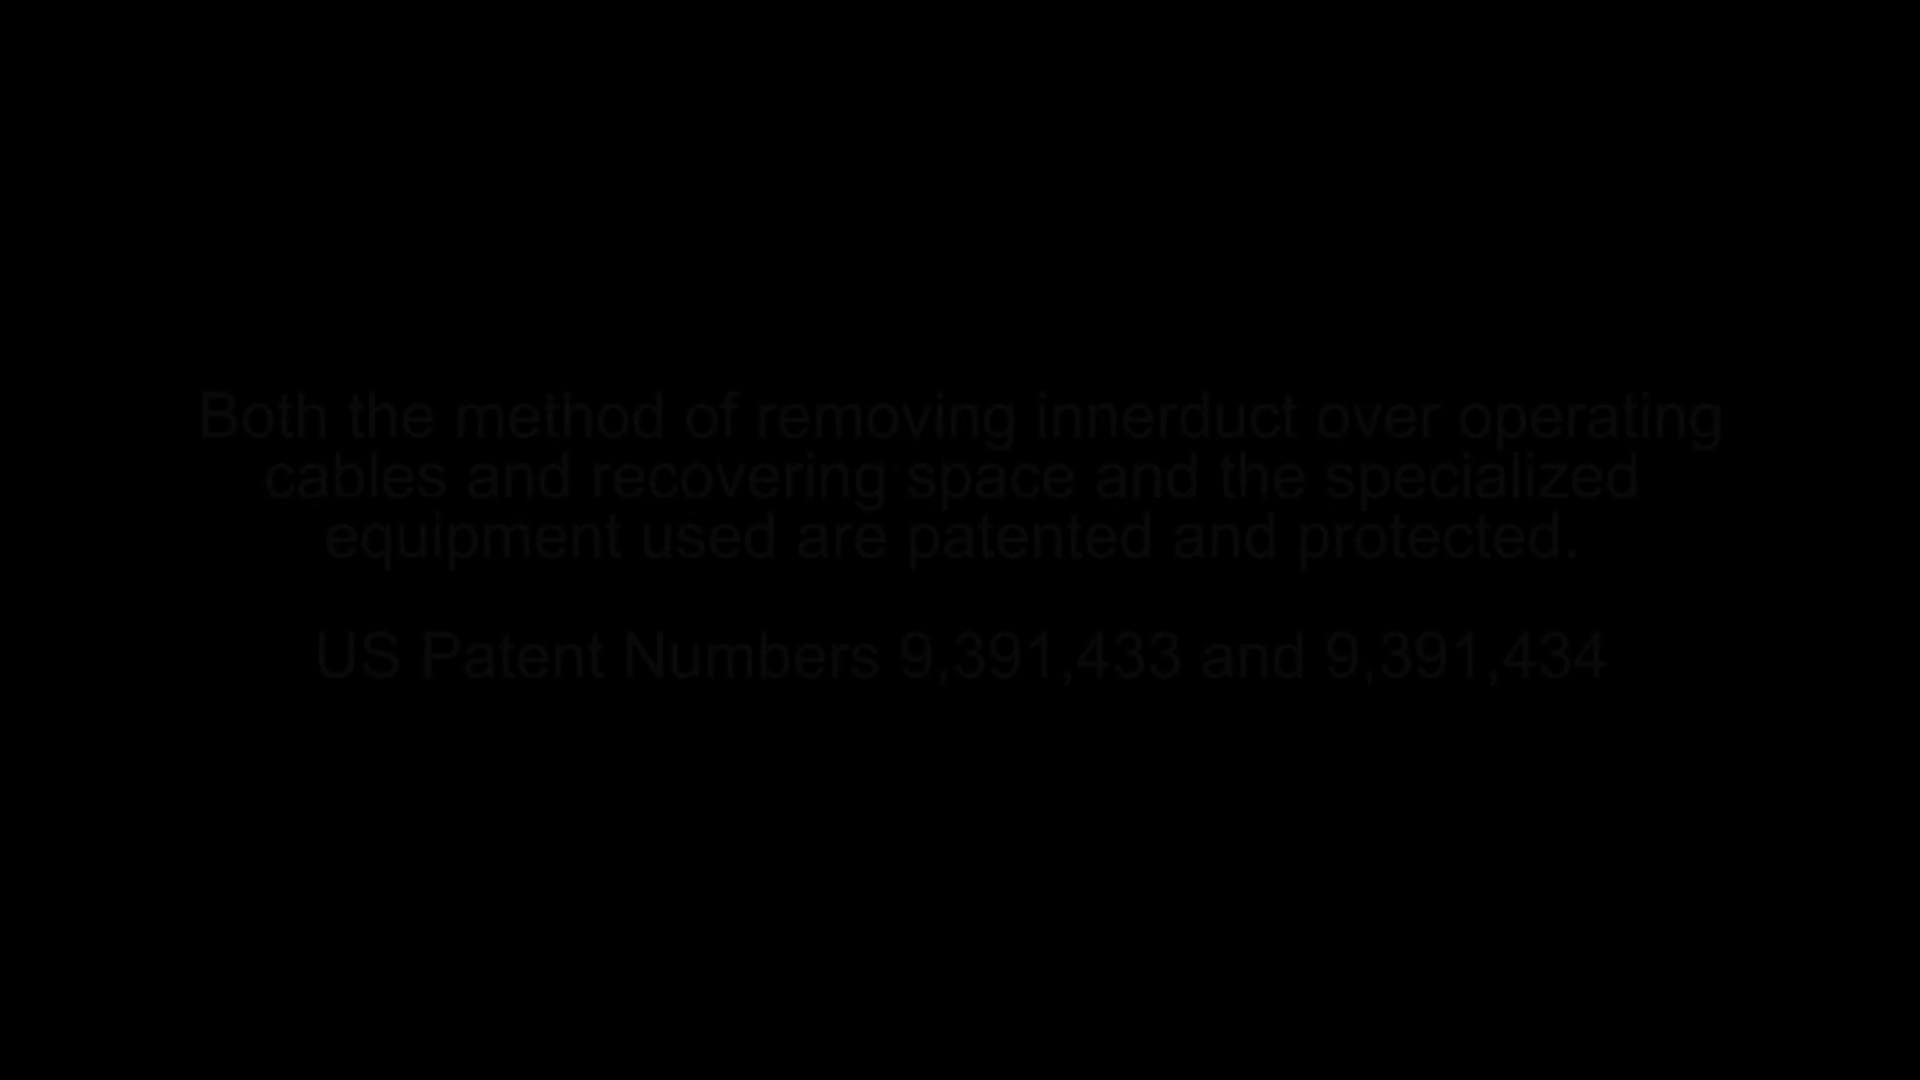 Both the method of removing innerduct over operating
cables and recovering space and the specialized
equipment used are patented and protected.
US Patent Numbers 9,391,433 and 9,391,434